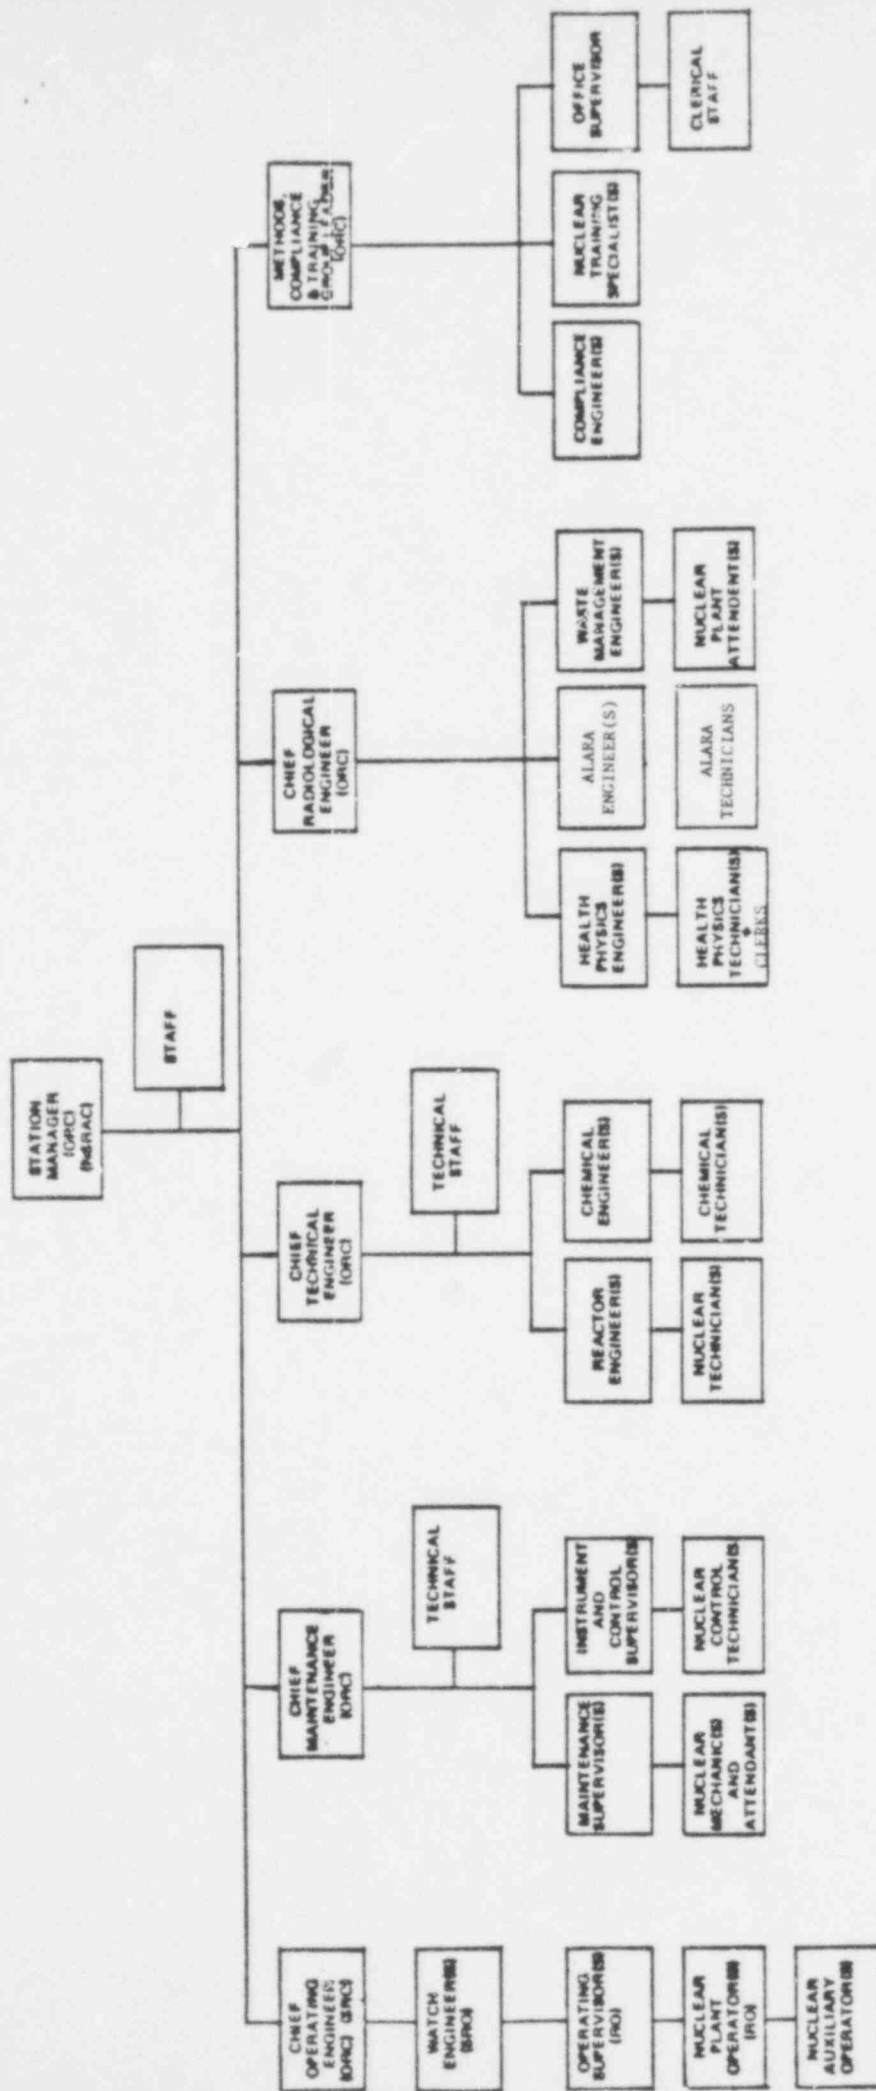 STATION
MANAGER
(ORC)
(NSRAC)
STAFF
CHIEF
OPERATING
ENGINEER
(ORC) (SRO)
WATCH
ENGINEER(S)
(SRO)
OPERATING
SUPERVISOR(S)
(RO)
NUCLEAR
PLANT
OPERATOR(S)
(RO)
NUCLEAR
AUXILIARY
OPERATOR(S)
CHIEF
MAINTENANCE
ENGINEER
(ORC)
TECHNICAL
STAFF
MAINTENANCE
SUPERVISOR(S)
NUCLEAR
MECHANIC(S)
AND
ATTENDANT(S)
INSTRUMENT
AND
CONTROL
SUPERVISOR(S)
NUCLEAR
CONTROL
TECHNICIAN(S)
CHIEF
TECHNICAL
ENGINEER
(ORC)
TECHNICAL
STAFF
REACTOR
ENGINEER(S)
NUCLEAR
TECHNICIAN(S)
CHEMICAL
ENGINEER(S)
CHEMICAL
TECHNICIAN(S)
CHIEF
RADIOLOGICAL
ENGINEER
(ORC)
HEALTH
PHYSICS
ENGINEER(S)
HEALTH
PHYSICS
TECHNICIAN(S)
+
CLERKS
ALARA
ENGINEER(S)
ALARA
TECHNICIANS
WASTE
MANAGEMENT
ENGINEER(S)
NUCLEAR
PLANT
ATTENDENT(S)
METHODS,
COMPLIANCE
& TRAINING
GROUP LEADER
(ORC)
COMPLIANCE
ENGINEER(S)
NUCLEAR
TRAINING
SPECIALIST(S)
OFFICE
SUPERVISOR
CLERICAL
STAFF